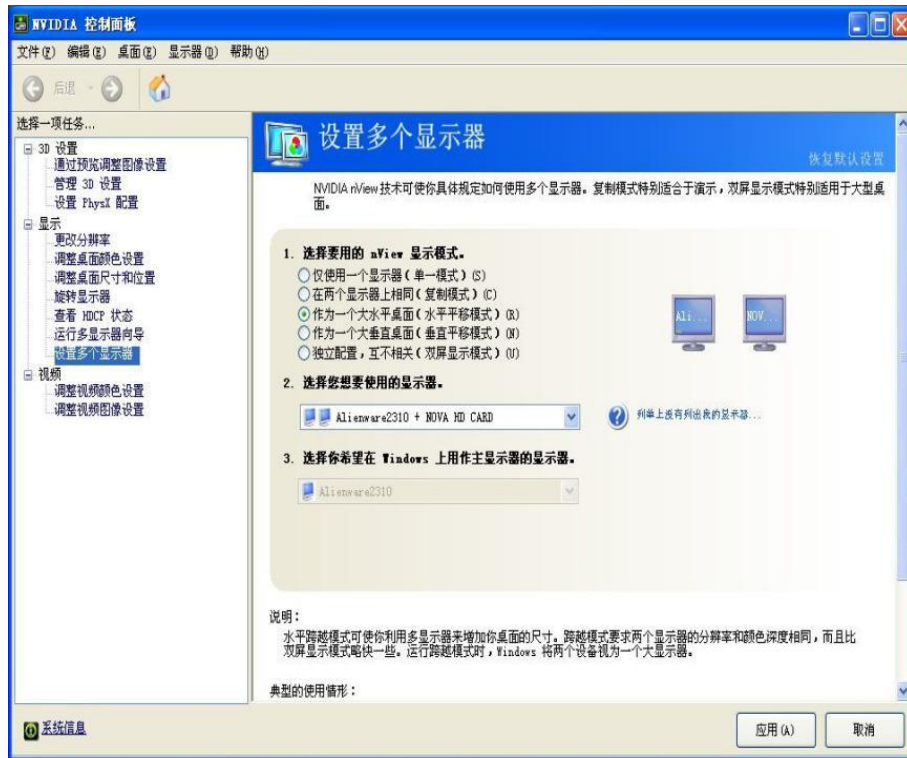 NVIDIA 控制面板
文件(F) 编辑(E) 桌面(E) 显示器(D) 帮助(H)
后退
选择一项任务...
3D 设置
通过预览调整图像设置
管理 3D 设置
设置 PhysX 配置
显示
更改分辨率
调整桌面颜色设置
调整桌面尺寸和位置
旋转显示器
查看 HDCP 状态
运行多显示器向导
设置多个显示器
视频
调整视频颜色设置
调整视频图像设置
设置多个显示器
恢复默认设置
NVIDIA nView 技术可使你具体规定如何使用多个显示器。复制模式特别适合于演示，双屏显示模式特别适用于大型桌
面。
1. 选择要用的 nView 显示模式。
仅使用一个显示器(单一模式)(S)
在两个显示器上相同(复制模式)(C)
作为一个大水平桌面(水平平移模式)(R)
作为一个大垂直桌面(垂直平移模式)(N)
独立配置，互不相关(双屏显示模式)(U)
Ali...
NOV...
2. 选择您想要使用的显示器。
Alienware2310 + NOVA HD CARD
列单上没有列出我的显示器...
3. 选择你希望在 Windows 上用作主显示器的显示器。
Alienware2310
说明：
水平跨越模式可使你利用多显示器来增加你桌面的尺寸。跨越模式要求两个显示器的分辨率和颜色深度相同，而且比
双屏显示模式略快一些。运行跨越模式时，Windows 将两个设备视为一个大显示器。
典型的使用情形：
系统信息
应用(A)
取消